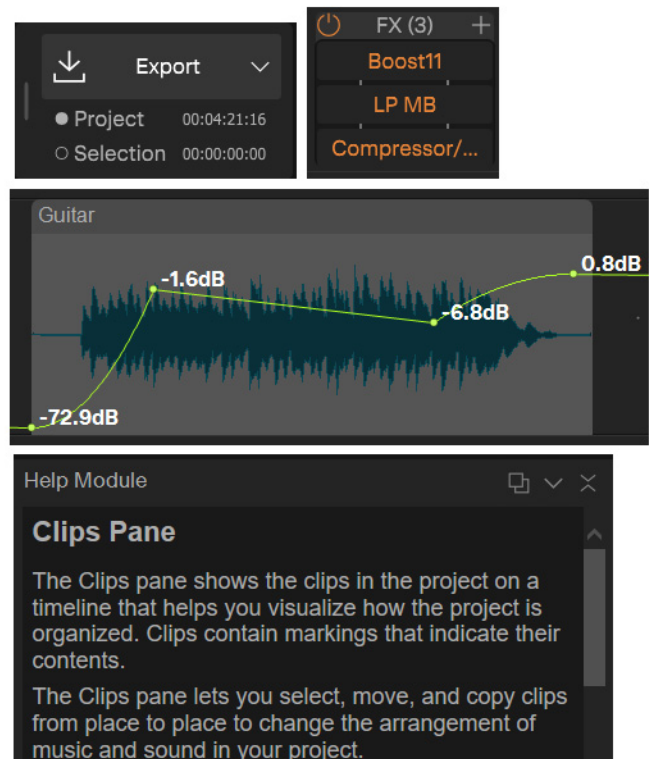 Export
Project 00:04:21:16
Selection 00:00:00:00
FX (3)
Boost11
LP MB
Compressor/...
Guitar
-1.6dB
-6.8dB
0.8dB
-72.9dB
Help Module
Clips Pane
The Clips pane shows the clips in the project on a
timeline that helps you visualize how the project is
organized. Clips contain markings that indicate their
contents.
The Clips pane lets you select, move, and copy clips
from place to place to change the arrangement of
music and sound in your project.